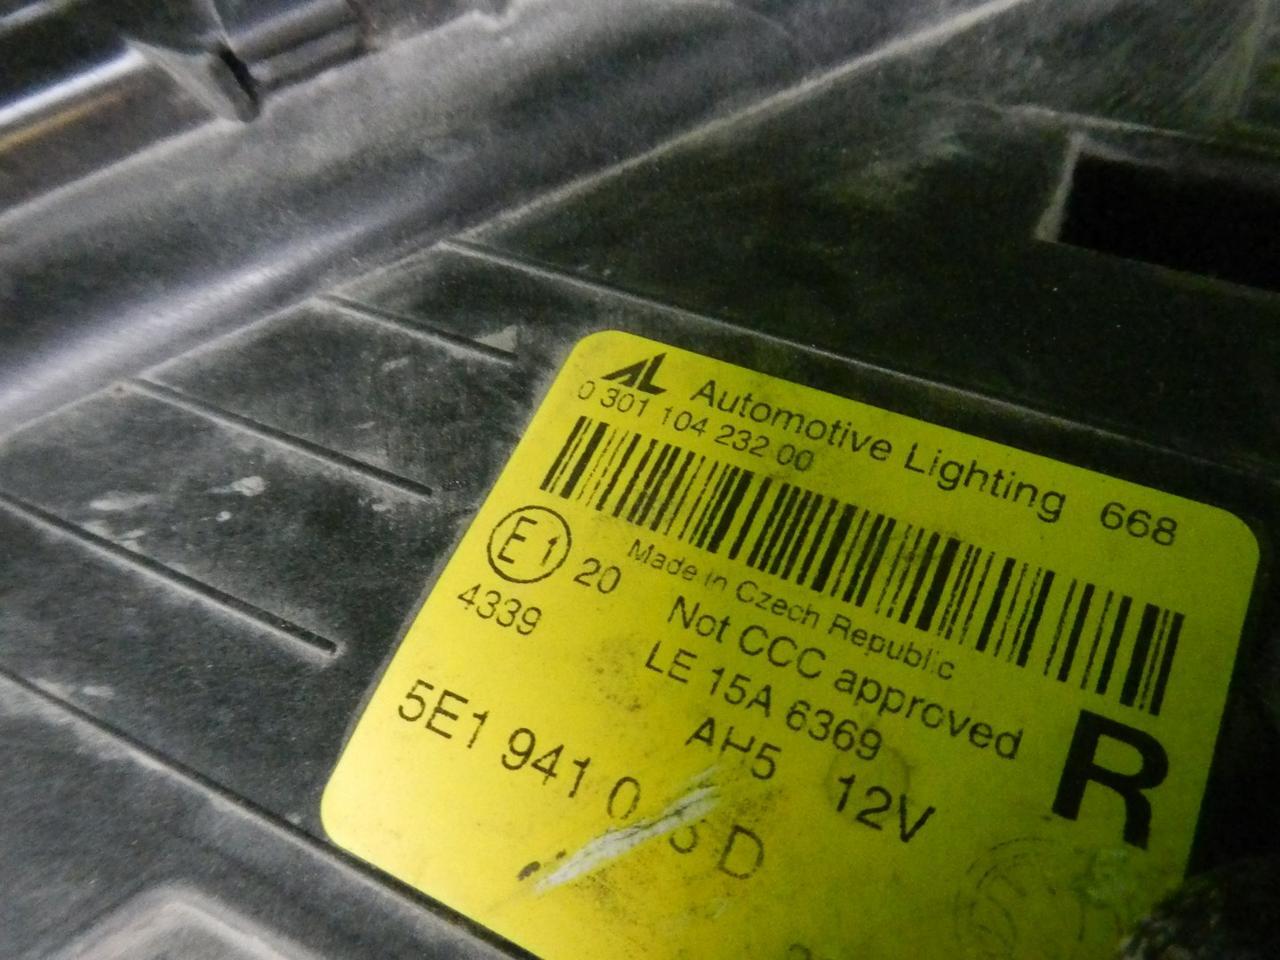 AL Automotive Lighting 668
0 301 104 232 00
E1 20
4339
Made in Czech Republic
Not CCC approved
LE 15A 6369
AH5 12V
R
5E1 941